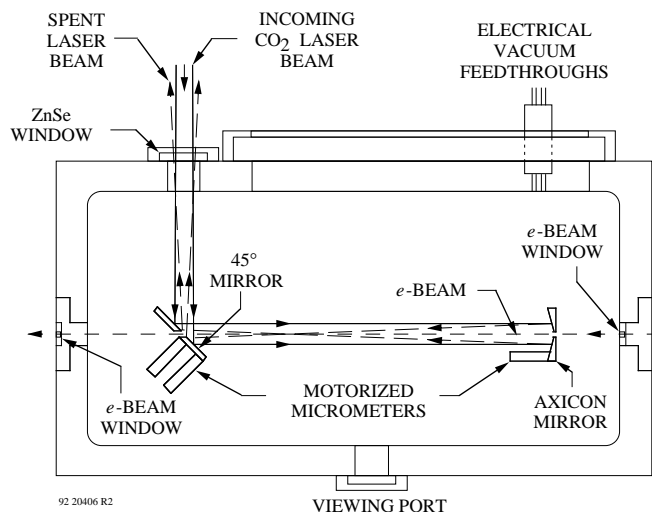 SPENT
LASER
BEAM
INCOMING
CO2 LASER
BEAM
ELECTRICAL
VACUUM
FEEDTHROUGHS
ZnSe
WINDOW
45°
MIRROR
e-BEAM
e-BEAM
WINDOW
e-BEAM
WINDOW
MOTORIZED
MICROMETERS
AXICON
MIRROR
92 20406 R2
VIEWING PORT